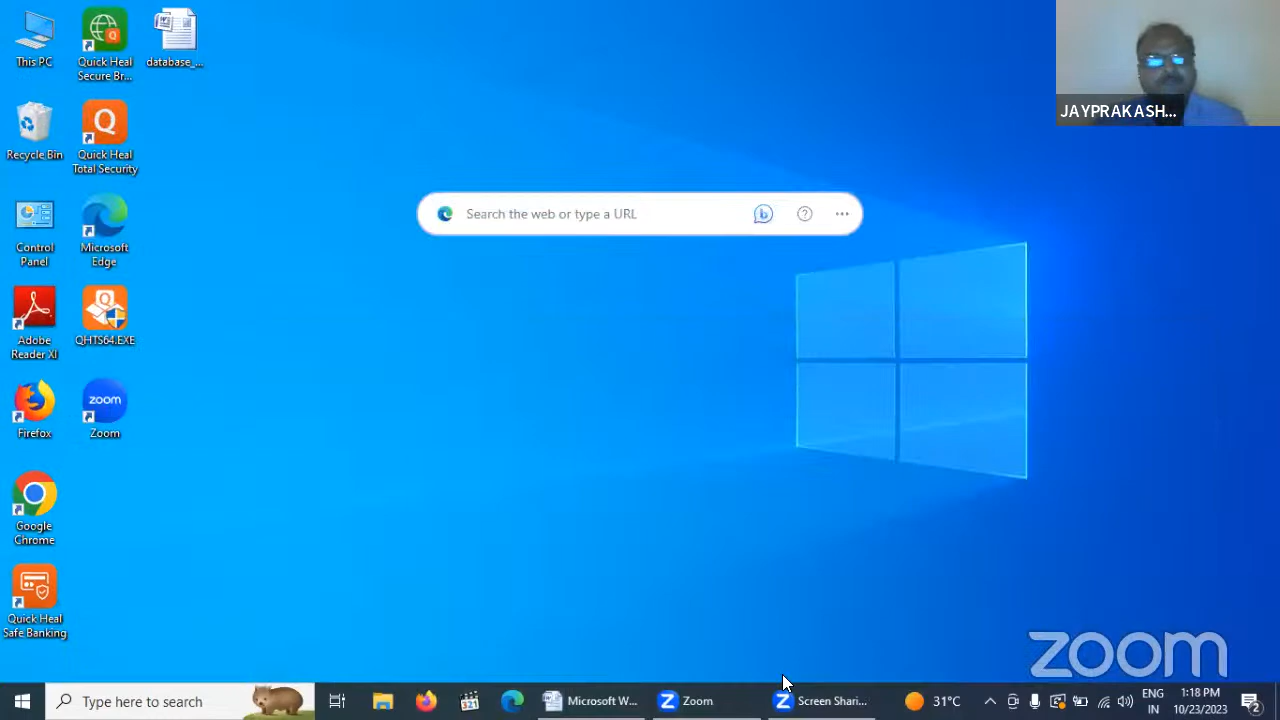 This PC
Quick Heal
Secure Br...
database_...
JAYPRAKASH...
Recycle Bin
Quick Heal
Total Security
Search the web or type a URL
Control
Panel
Microsoft
Edge
Adobe
Reader XI
QHTS64.EXE
zoom
Firefox
Zoom
Google
Chrome
Quick Heal
Safe Banking
zoom
Type here to search
321
Microsoft W...
Zoom
Screen Shari...
31°C
ENG
IN
1:18 PM
10/23/2023
2